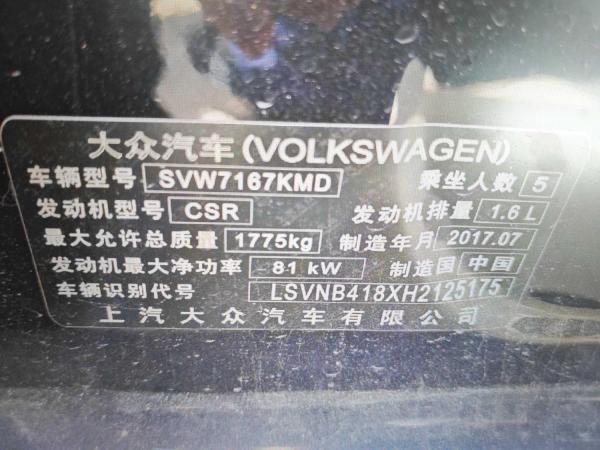 大众汽车(VOLKSWAGEN)
车辆型号 SVW7167KMD 乘坐人数 5
发动机型号 CSR 发动机排量 1.6 L
最大允许总质量 1775kg 制造年月 2017.07
发动机最大净功率 81 kW 制造国 中国
车辆识别代号 LSVNB418XH2125175
上汽大众汽车有限公司